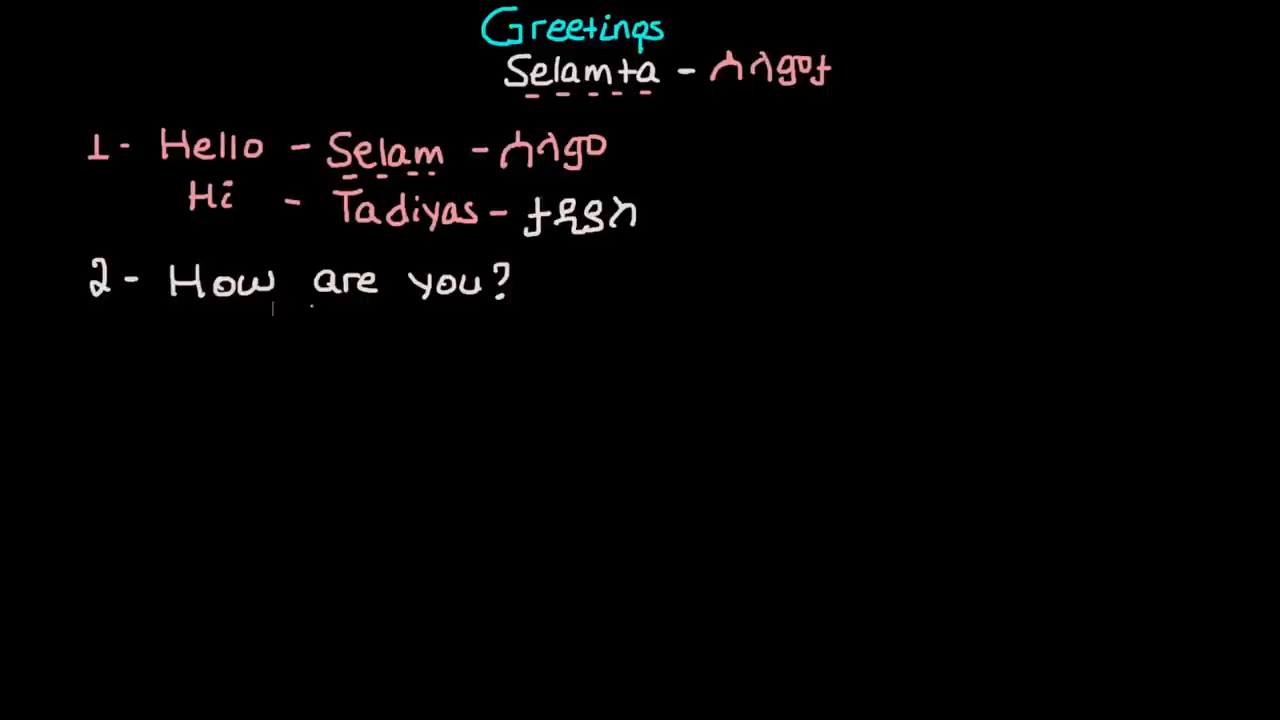 Greetings
Selamta - ሰላምታ
1- Hello - Selam - ሰላም
Hi - Tadiyas - ታዲያስ
2- How are you?